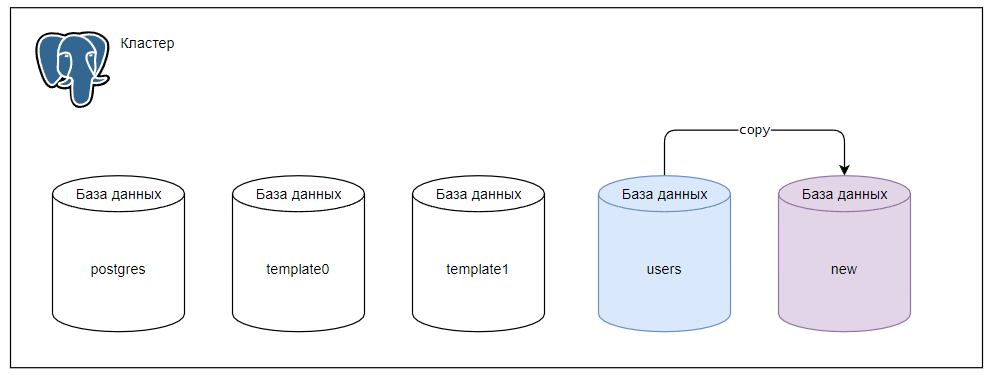 Кластер
copy
База данных
База данных
База данных
База данных
База данных
postgres
template0
template1
users
new